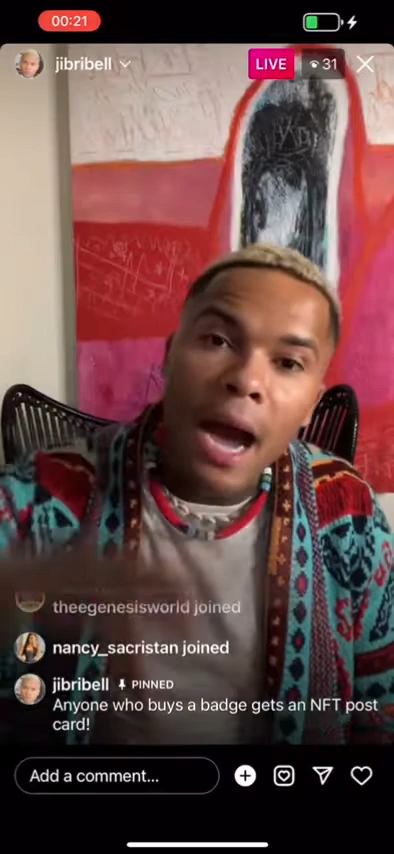 00:21
jibribell
LIVE
31
theegenesisworld joined
nancy_sacristan joined
jibribell PINNED
Anyone who buys a badge gets an NFT post
card!
Add a comment...